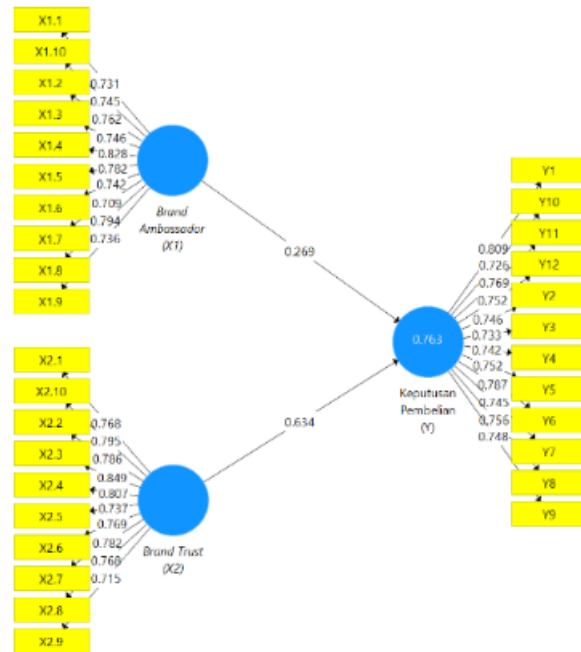 X1.1
X1.10
X1.2
X1.3
X1.4
X1.5
X1.6
X1.7
X1.8
X1.9
0.731
0.745
0.762
0.746
0.828
0.782
0.742
0.709
0.794
0.736
Brand
Ambassador
(X1)
0.269
X2.1
X2.10
X2.2
X2.3
X2.4
X2.5
X2.6
X2.7
X2.8
X2.9
0.768
0.795
0.786
0.849
0.807
0.737
0.769
0.782
0.768
0.715
Brand Trust
(X2)
0.634
0.763
Keputusan
Pembelian
(Y)
0.809
0.726
0.769
0.752
0.746
0.733
0.742
0.752
0.787
0.745
0.756
0.748
Y1
Y10
Y11
Y12
Y2
Y3
Y4
Y5
Y6
Y7
Y8
Y9